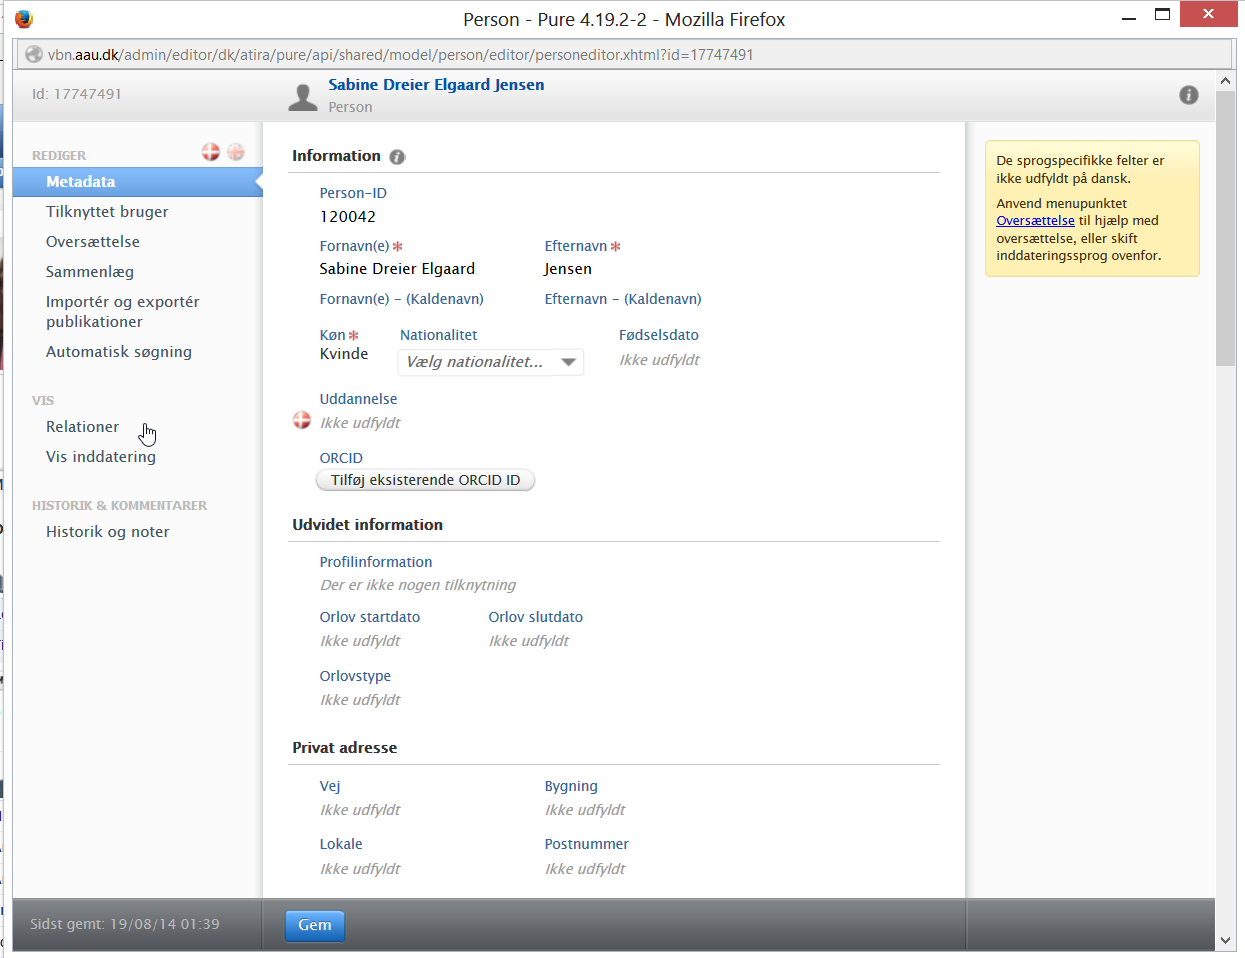 Person - Pure 4.19.2-2 - Mozilla Firefox
vbn.aau.dk/admin/editor/dk/atira/pure/api/shared/model/person/editor/personeditor.xhtml?id=17747491
Id: 17747491
Sabine Dreier Elgaard Jensen
Person
REDIGER
Metadata
Tilknyttet bruger
Oversættelse
Sammenlæg
Importér og exportér
publikationer
Automatisk søgning
VIS
Relationer
Vis inddatering
HISTORIK & KOMMENTARER
Historik og noter
Information
Person-ID
120042
Fornavn(e) * Efternavn *
Sabine Dreier Elgaard Jensen
Fornavn(e) - (Kaldenavn) Efternavn - (Kaldenavn)
Køn * Nationalitet Fødselsdato
Kvinde Vælg nationalitet... Ikke udfyldt
Uddannelse
Ikke udfyldt
ORCID
Tilføj eksisterende ORCID ID
Udvidet information
Profilinformation
Der er ikke nogen tilknytning
Orlov startdato Orlov slutdato
Ikke udfyldt Ikke udfyldt
Orlovstype
Ikke udfyldt
Privat adresse
Vej Bygning
Ikke udfyldt Ikke udfyldt
Lokale Postnummer
Ikke udfyldt Ikke udfyldt
De sprogspecifikke felter er
ikke udfyldt på dansk.
Anvend menupunktet
Oversættelse til hjælp med
oversættelse, eller skift
inddateringssprog ovenfor.
Sidst gemt: 19/08/14 01:39
Gem